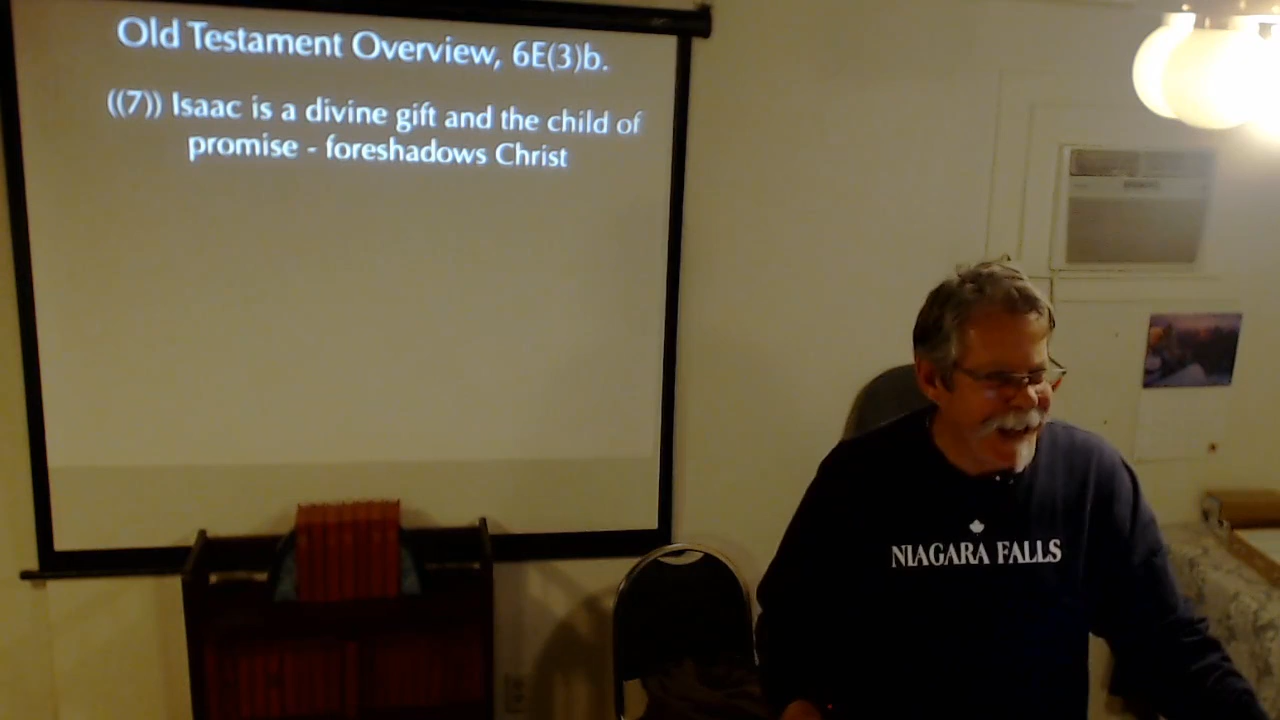 Old Testament Overview, 6E(3)b.
((7)) Isaac is a divine gift and the child of
promise - foreshadows Christ
NIAGARA FALLS